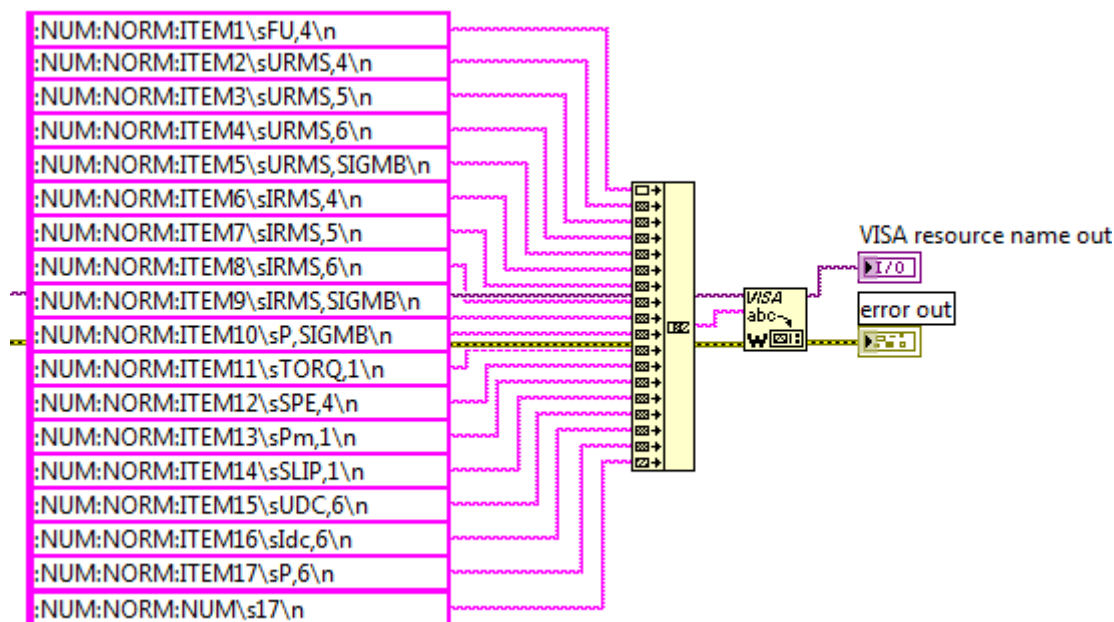 :NUM:NORM:ITEM1\sFU,4\n
:NUM:NORM:ITEM2\sURMS,4\n
:NUM:NORM:ITEM3\sURMS,5\n
:NUM:NORM:ITEM4\sURMS,6\n
:NUM:NORM:ITEM5\sURMS,SIGMB\n
:NUM:NORM:ITEM6\sIRMS,4\n
:NUM:NORM:ITEM7\sIRMS,5\n
:NUM:NORM:ITEM8\sIRMS,6\n
:NUM:NORM:ITEM9\sIRMS,SIGMB\n
:NUM:NORM:ITEM10\sP,SIGMB\n
:NUM:NORM:ITEM11\sTORQ,1\n
:NUM:NORM:ITEM12\sSPE,4\n
:NUM:NORM:ITEM13\sPm,1\n
:NUM:NORM:ITEM14\sSLIP,1\n
:NUM:NORM:ITEM15\sUDC,6\n
:NUM:NORM:ITEM16\sIdc,6\n
:NUM:NORM:ITEM17\sP,6\n
:NUM:NORM:NUM\s17\n
VISA
abc
W
VISA resource name out
I/O
error out